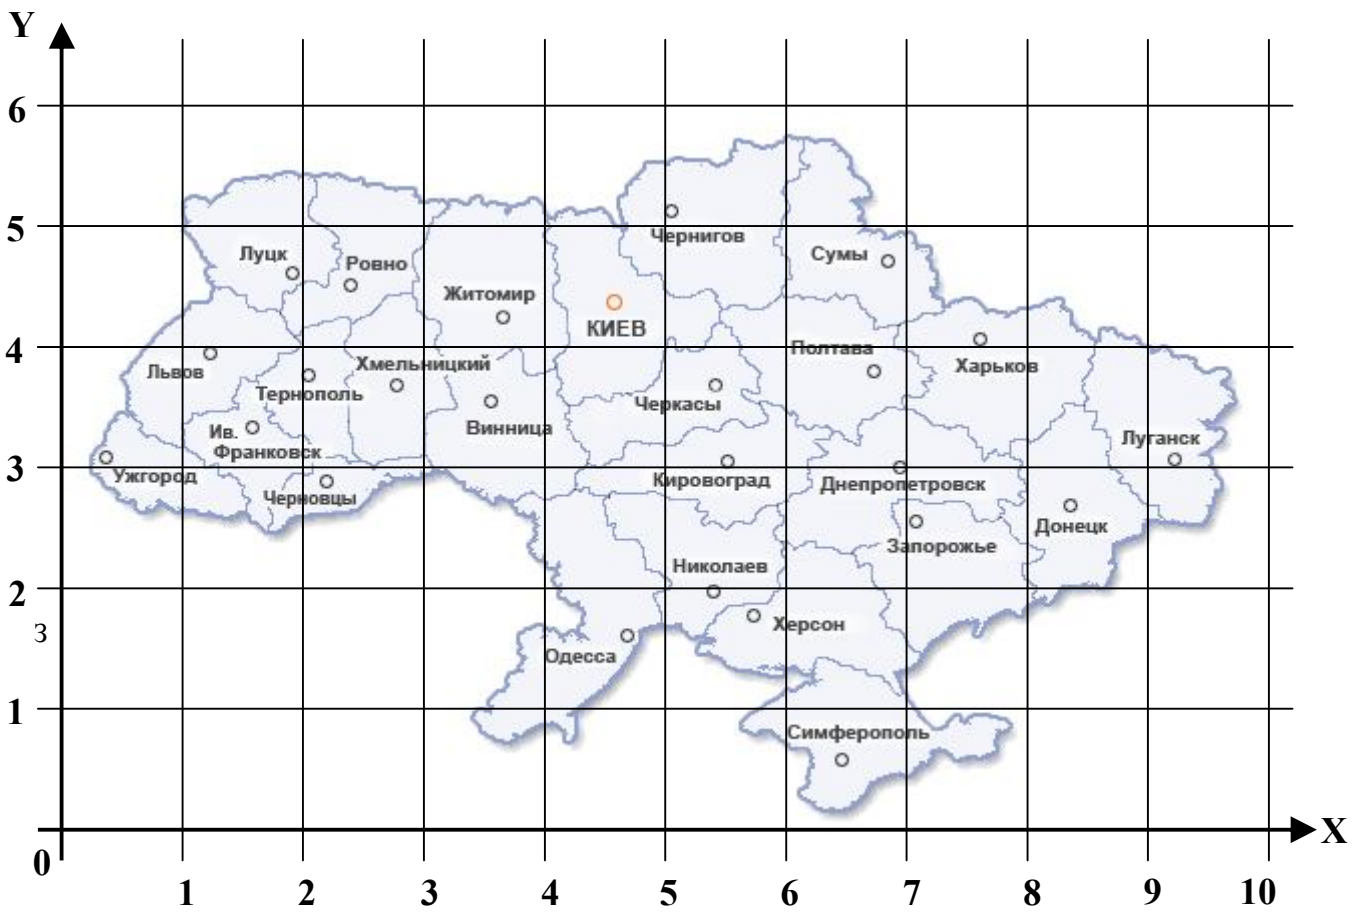 Y
6
5
Чернигов
Луцк
Ровно
Сумы
Житомир
КИЕВ
4
Полтава
Львов
Хмельницкий
Харьков
Тернополь
Черкасы
Ив.
Франковск
Винница
Луганск
3
Ужгород
Кировоград
Днепропетровск
Черновцы
Донецк
Запорожье
Николаев
2
3
Херсон
Одесса
1
Симферополь
X
0
1 2 3 4 5 6 7 8 9 10